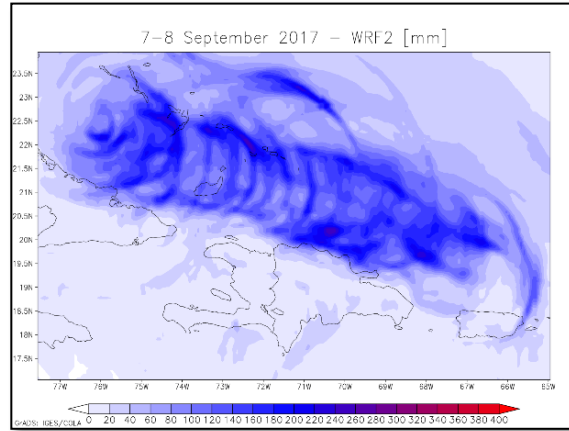 7-8 September 2017 - WRF2 [mm]
23.5N
23N
22.5N
22N
21.5N
21N
20.5N
20N
19.5N
19N
18.5N
18N
17.5N
77W 76W 75W 74W 73W 72W 71W 70W 69W 68W 67W 66W 65W
0 20 40 60 80 100 120 140 160 180 200 220 240 260 280 300 320 340 360 380 400
GrADS: IGES/COLA